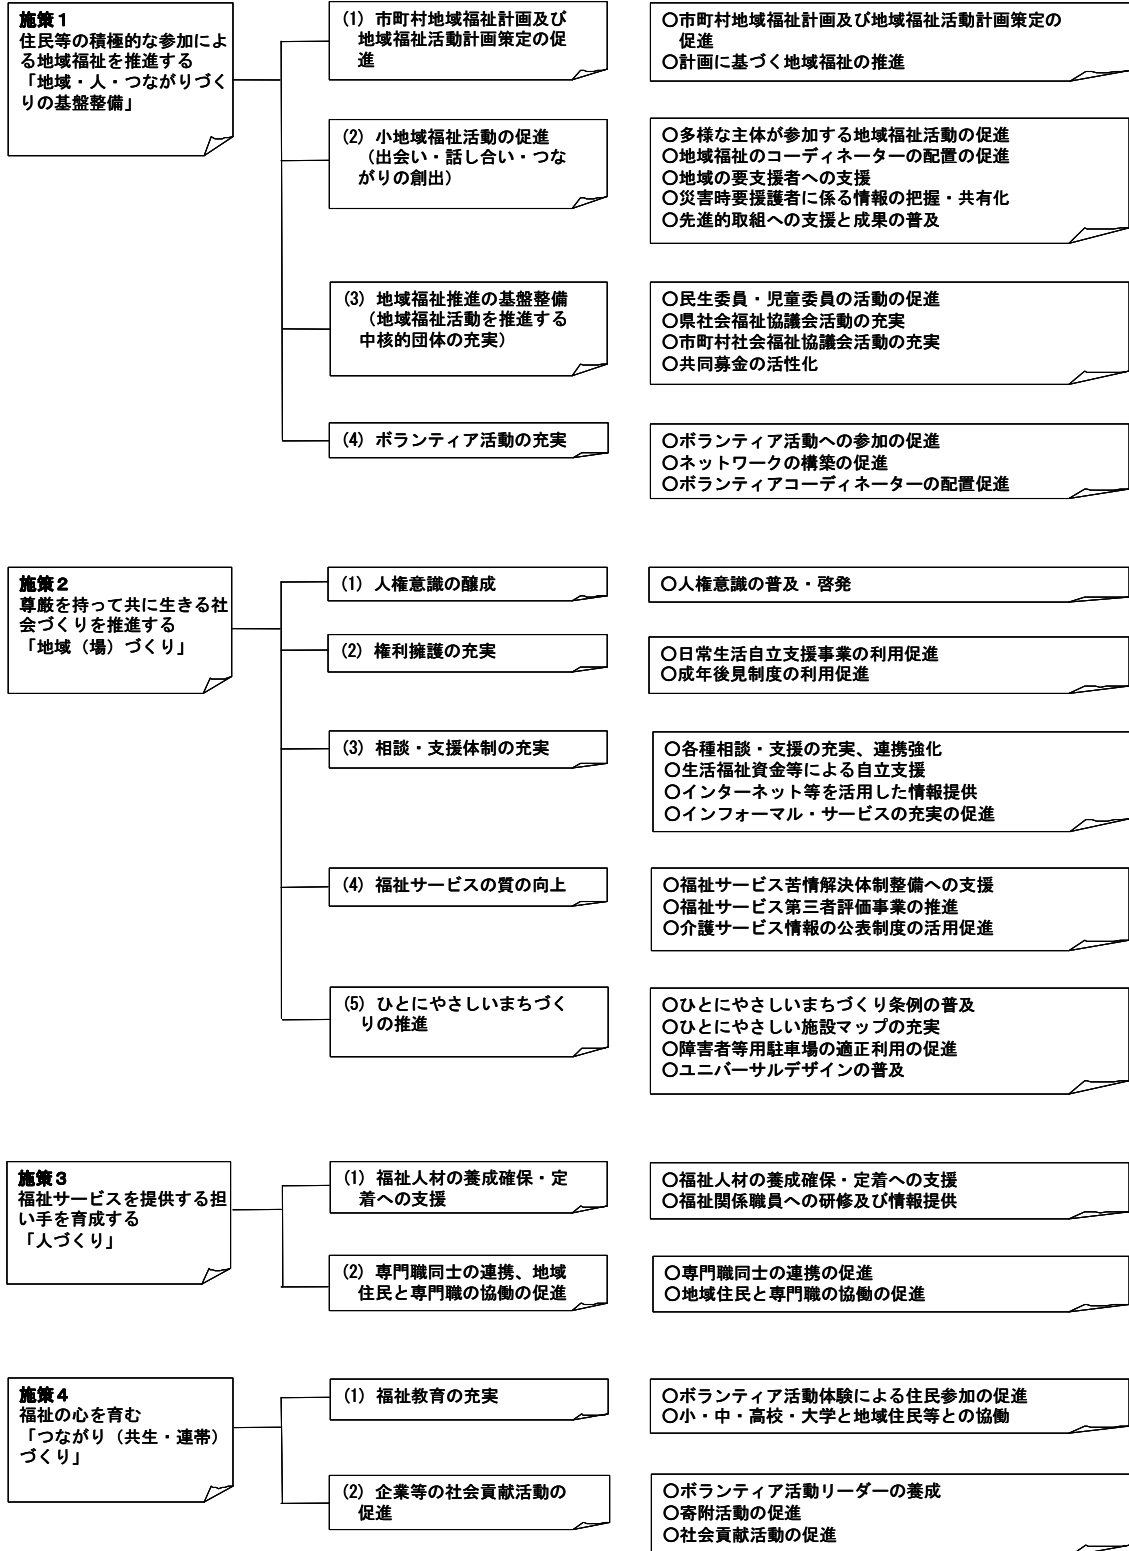 施策１
住民等の積極的な参加によ
る地域福祉を推進する
「地域・人・つながりづく
りの基盤整備」
(1) 市町村地域福祉計画及び
地域福祉活動計画策定の促
進
○市町村地域福祉計画及び地域福祉活動計画策定の
促進
○計画に基づく地域福祉の推進
(2) 小地域福祉活動の促進
（出会い・話し合い・つな
がりの創出）
○多様な主体が参加する地域福祉活動の促進
○地域福祉のコーディネーターの配置の促進
○地域の要支援者への支援
○災害時要援護者に係る情報の把握・共有化
○先進的取組への支援と成果の普及
(3) 地域福祉推進の基盤整備
（地域福祉活動を推進する
中核的団体の充実）
○民生委員・児童委員の活動の促進
○県社会福祉協議会活動の充実
○市町村社会福祉協議会活動の充実
○共同募金の活性化
(4) ボランティア活動の充実
○ボランティア活動への参加の促進
○ネットワークの構築の促進
○ボランティアコーディネーターの配置促進
施策２
尊厳を持って共に生きる社
会づくりを推進する
「地域（場）づくり」
(1) 人権意識の醸成
○人権意識の普及・啓発
(2) 権利擁護の充実
○日常生活自立支援事業の利用促進
○成年後見制度の利用促進
(3) 相談・支援体制の充実
○各種相談・支援の充実、連携強化
○生活福祉資金等による自立支援
○インターネット等を活用した情報提供
○インフォーマル・サービスの充実の促進
(4) 福祉サービスの質の向上
○福祉サービス苦情解決体制整備への支援
○福祉サービス第三者評価事業の推進
○介護サービス情報の公表制度の活用促進
(5) ひとにやさしいまちづく
りの推進
○ひとにやさしいまちづくり条例の普及
○ひとにやさしい施設マップの充実
○障害者等用駐車場の適正利用の促進
○ユニバーサルデザインの普及
施策３
福祉サービスを提供する担
い手を育成する
「人づくり」
(1) 福祉人材の養成確保・定
着への支援
○福祉人材の養成確保・定着への支援
○福祉関係職員への研修及び情報提供
(2) 専門職同士の連携、地域
住民と専門職の協働の促進
○専門職同士の連携の促進
○地域住民と専門職の協働の促進
施策４
福祉の心を育む
「つながり（共生・連帯）
づくり」
(1) 福祉教育の充実
○ボランティア活動体験による住民参加の促進
○小・中・高校・大学と地域住民等との協働
(2) 企業等の社会貢献活動の
促進
○ボランティア活動リーダーの養成
○寄附活動の促進
○社会貢献活動の促進